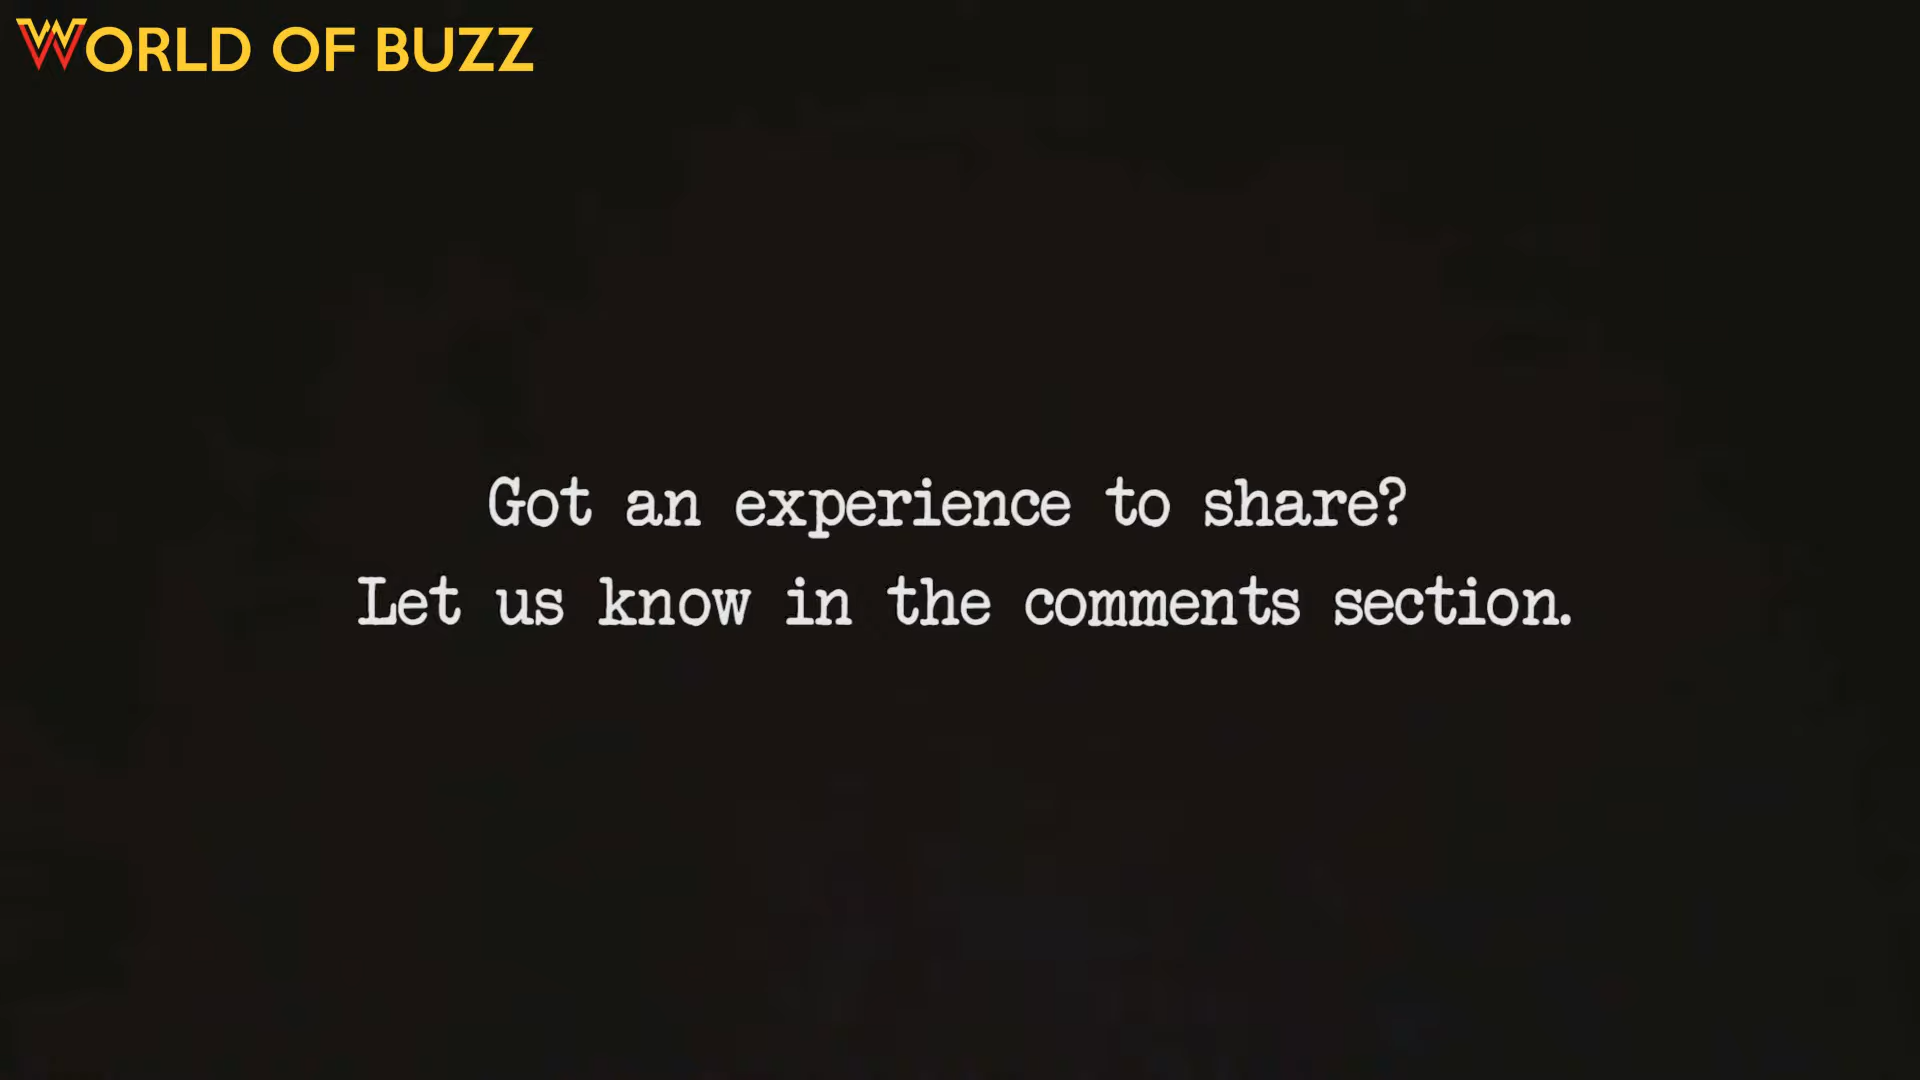 WORLD OF BUZZ
Got an experience to share?
Let us know in the comments section.